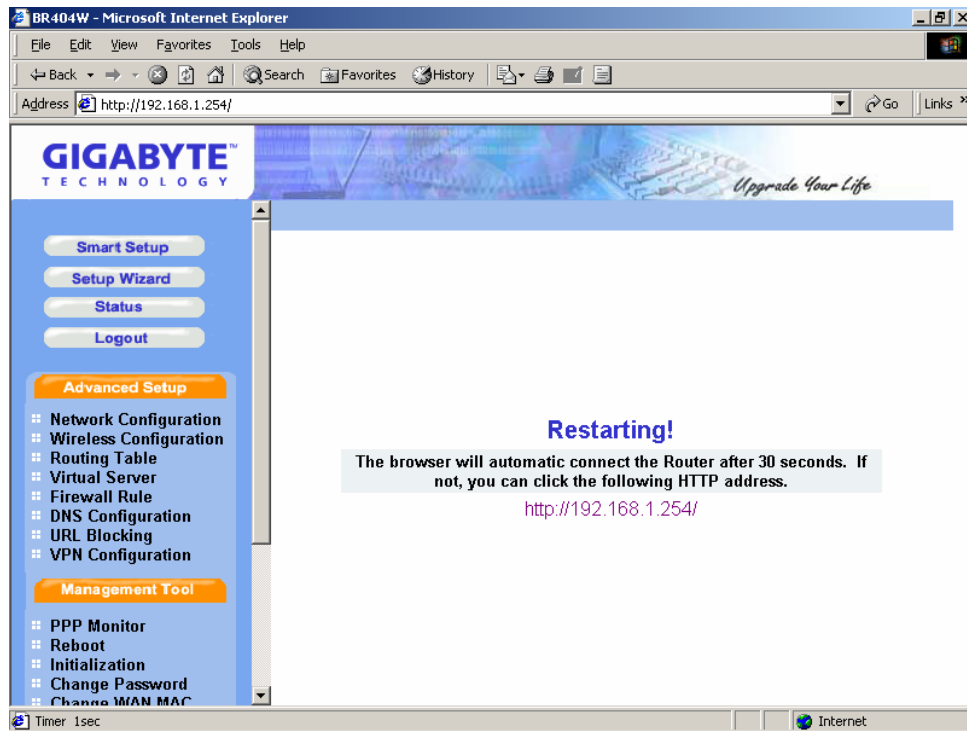 BR404W - Microsoft Internet Explorer
File Edit View Favorites Tools Help
Back Search Favorites History
Address http://192.168.1.254/ Go Links »
GIGABYTE™
TECHNOLOGY
Upgrade Your Life
Smart Setup
Setup Wizard
Status
Logout
Advanced Setup
Network Configuration
Wireless Configuration
Routing Table
Virtual Server
Firewall Rule
DNS Configuration
URL Blocking
VPN Configuration
Management Tool
PPP Monitor
Reboot
Initialization
Change Password
Change WAN MAC
Restarting!
The browser will automatic connect the Router after 30 seconds. If
not, you can click the following HTTP address.
http://192.168.1.254/
Timer 1sec
Internet